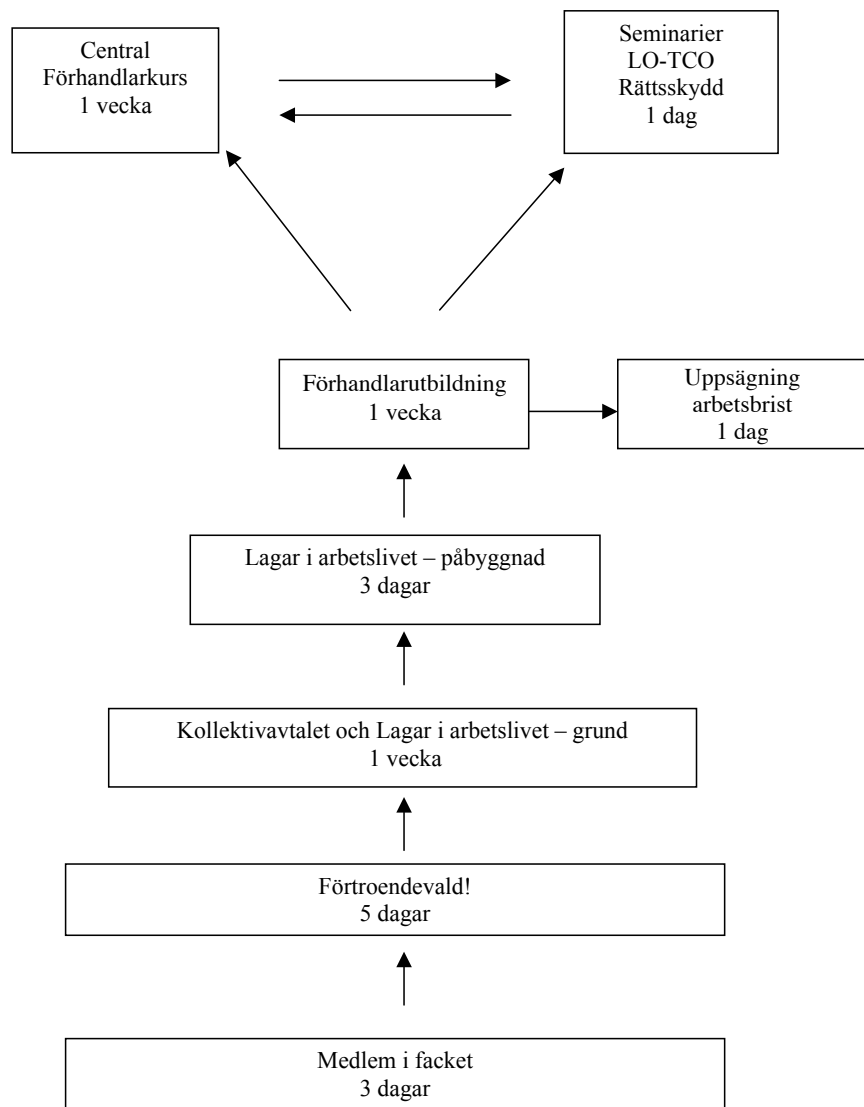 Central
Förhandlarkurs
1 vecka
Seminarier
LO-TCO
Rättsskydd
1 dag
Förhandlarutbildning
1 vecka
Uppsägning
arbetsbrist
1 dag
Lagar i arbetslivet – påbyggnad
3 dagar
Kollektivavtalet och Lagar i arbetslivet – grund
1 vecka
Förtroendevald!
5 dagar
Medlem i facket
3 dagar